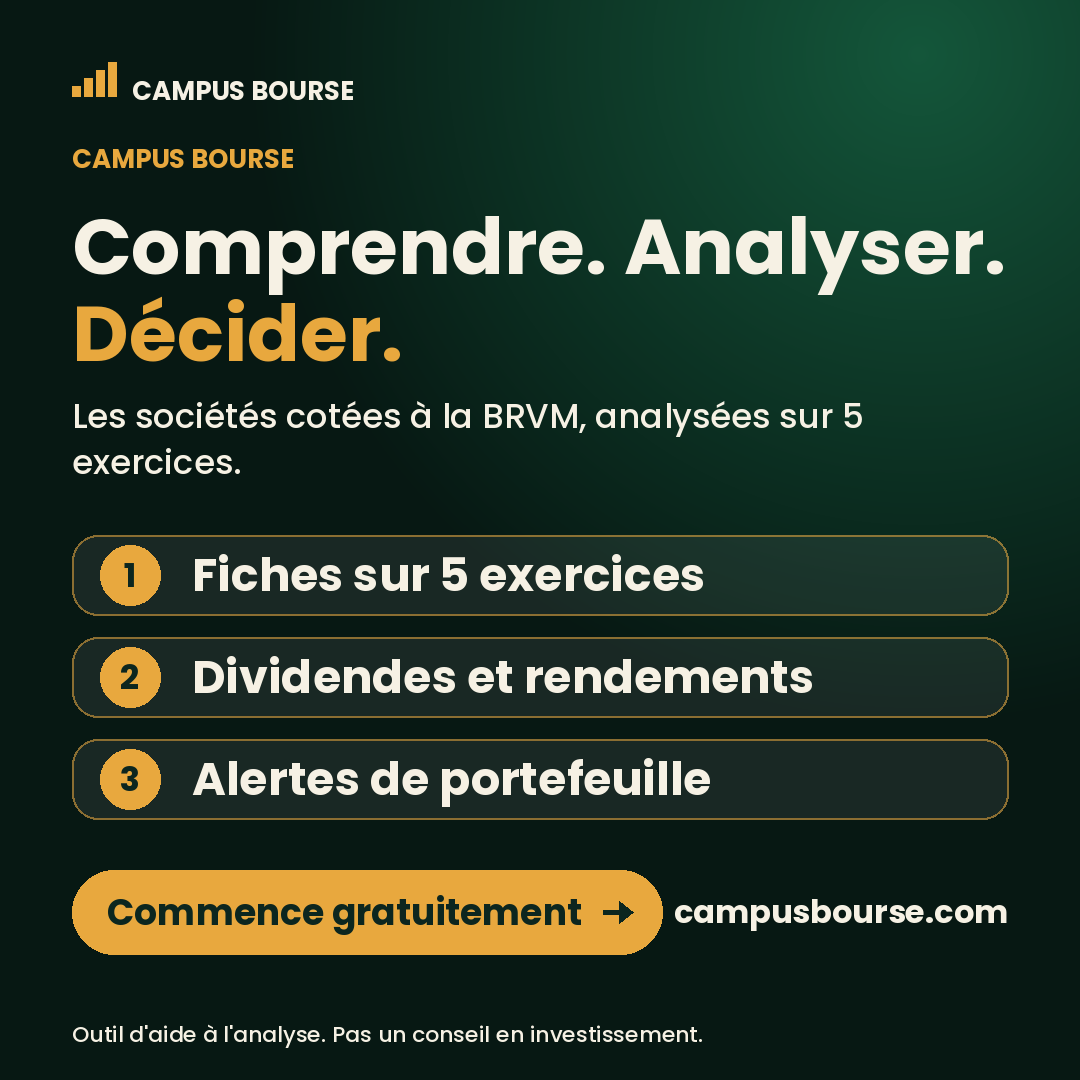 CAMPUS BOURSE
CAMPUS BOURSE
Comprendre. Analyser.
Décider.
Les sociétés cotées à la BRVM, analysées sur 5
exercices.
1 Fiches sur 5 exercices
2 Dividendes et rendements
3 Alertes de portefeuille
Commence gratuitement → campusbourse.com
Outil d'aide à l'analyse. Pas un conseil en investissement.